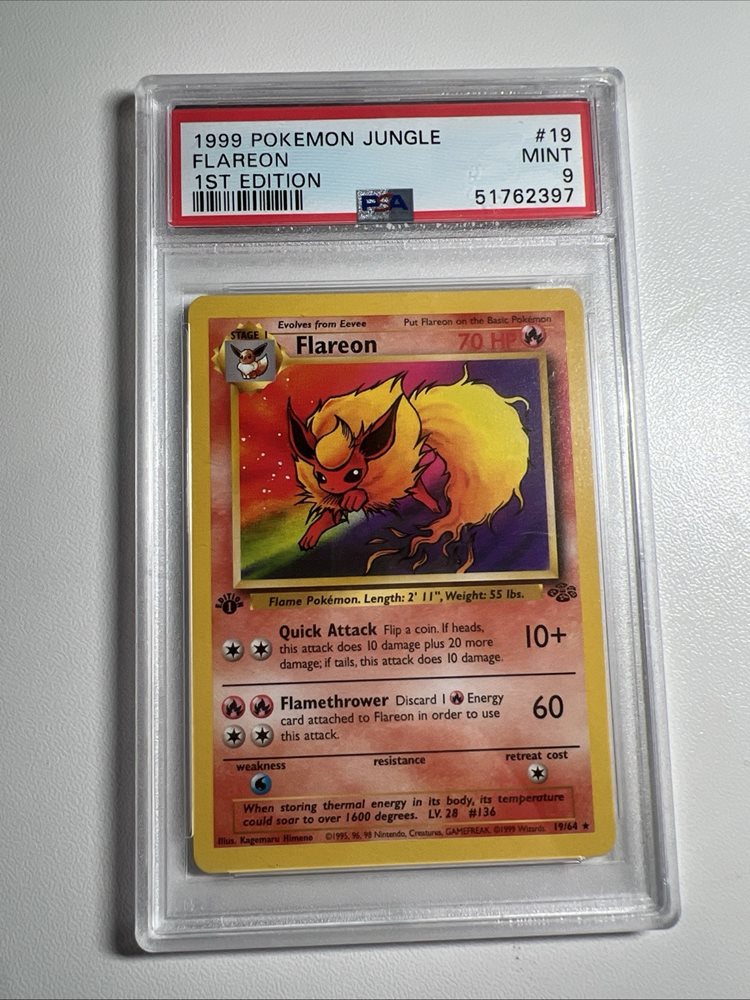 1999 POKEMON JUNGLE #19
FLAREON MINT
1ST EDITION 9
PSA 51762397
Evolves from Eevee Put Flareon on the Basic Pokémon
STAGE 1 Flareon 70 HP
Flame Pokémon. Length: 2' 11", Weight: 55 lbs.
EDITION 1
Quick Attack Flip a coin. If heads,
this attack does 10 damage plus 20 more
damage; if tails, this attack does 10 damage.
10+
Flamethrower Discard 1 Energy
card attached to Flareon in order to use
this attack.
60
weakness resistance retreat cost
When storing thermal energy in its body, its temperature
could soar to over 1600 degrees. LV. 28 #136
Illus. Kagemaru Himeno ©1995, 96, 98 Nintendo, Creatures, GAMEFREAK. ©1999 Wizards. 19/64 ★